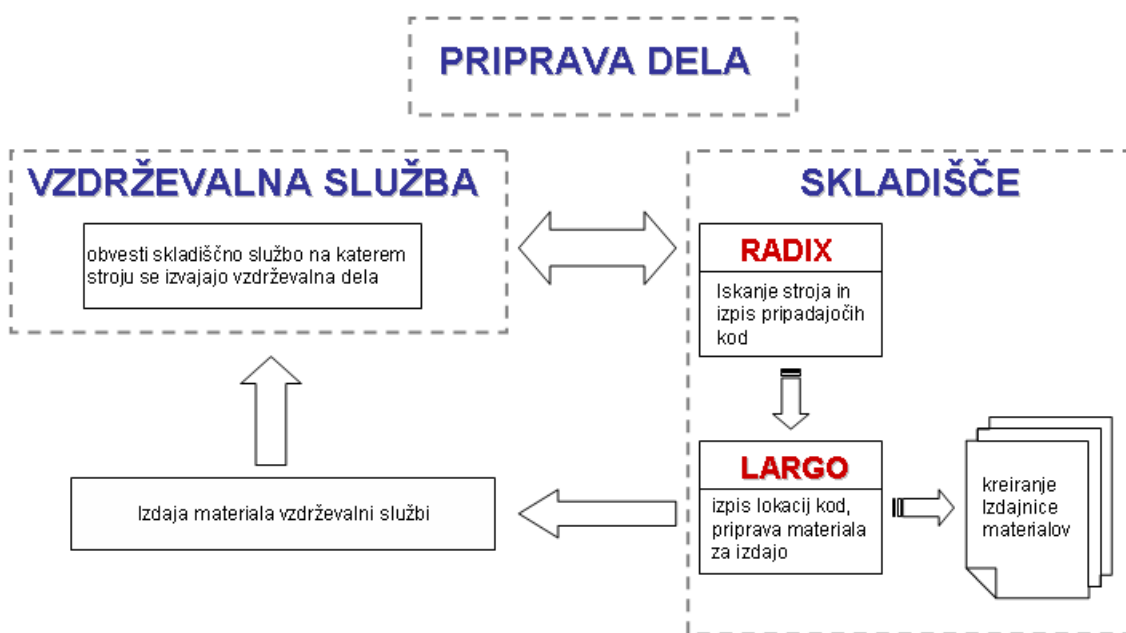 PRIPRAVA DELA
VZDRŽEVALNA SLUŽBA
obvesti skladiščno službo na katerem
stroju se izvajajo vzdrževalna dela
SKLADIŠČE
RADIX
Iskanje stroja in
izpis pripadajočih
kod
LARGO
izpis lokacij kod,
priprava materiala
za izdajo
kreiranje
Izdajnice
materialov
Izdaja materiala vzdrževalni službi